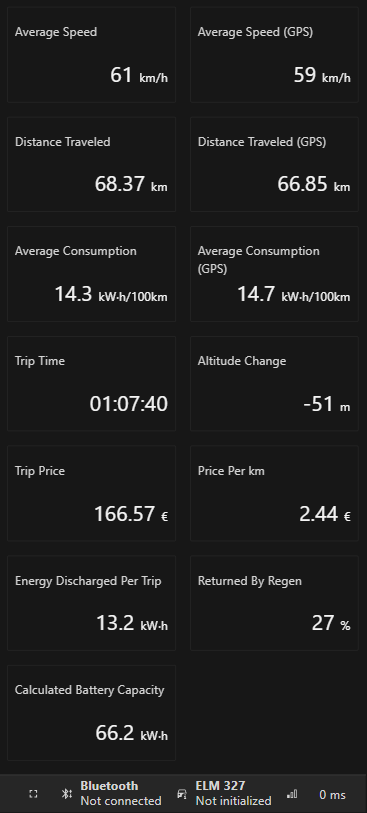 Average Speed
61 km/h
Average Speed (GPS)
59 km/h
Distance Traveled
68.37 km
Distance Traveled (GPS)
66.85 km
Average Consumption
14.3 kW·h/100km
Average Consumption
(GPS)
14.7 kW·h/100km
Trip Time
01:07:40
Altitude Change
-51 m
Trip Price
166.57 €
Price Per km
2.44 €
Energy Discharged Per Trip
13.2 kW·h
Returned By Regen
27 %
Calculated Battery Capacity
66.2 kW·h
Bluetooth
Not connected
ELM 327
Not initialized
0 ms